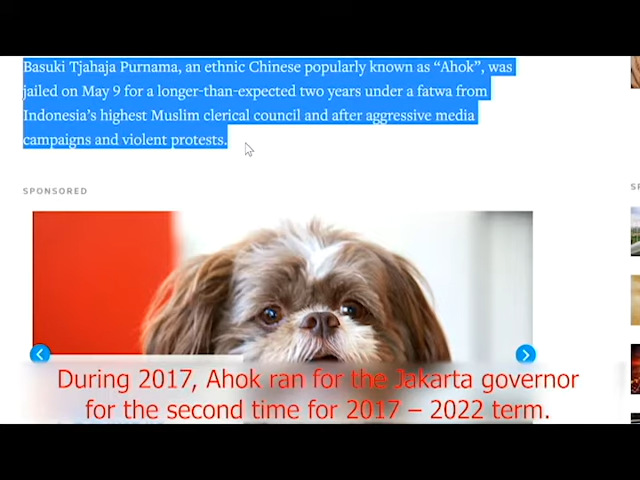 Basuki Tjahaja Purnama, an ethnic Chinese popularly known as “Ahok”, was
jailed on May 9 for a longer-than-expected two years under a fatwa from
Indonesia’s highest Muslim clerical council and after aggressive media
campaigns and violent protests.
SPONSORED
During 2017, Ahok ran for the Jakarta governor
for the second time for 2017 – 2022 term.